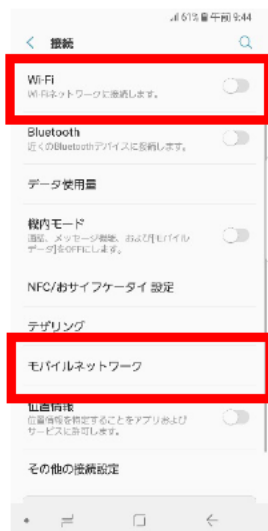 61% 午前 9:44
接続
Wi-Fi
Wi-Fiネットワークに接続します。
Bluetooth
近くのBluetoothデバイスに接続します。
データ使用量
機内モード
通話、メッセージ機能、および[モバイル
データ]をOFFにします。
NFC/おサイフケータイ 設定
テザリング
モバイルネットワーク
位置情報
位置情報を特定することをアプリおよび
サービスに許可します。
その他の接続設定